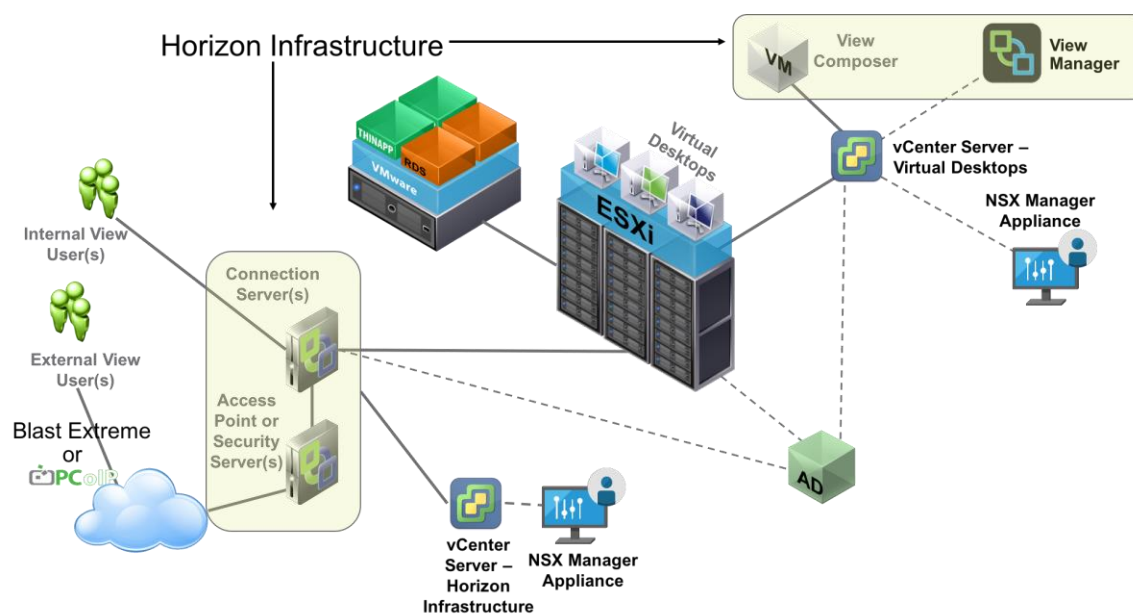 Horizon Infrastructure
VM
View
Composer
View
Manager
THINAPP
RDS
VMware
Virtual
Desktops
ESXi
vCenter Server –
Virtual Desktops
NSX Manager
Appliance
Internal View
User(s)
Connection
Server(s)
External View
User(s)
Access
Point or
Security
Server(s)
Blast Extreme
or
PCoIP
AD
vCenter
Server –
Horizon
Infrastructure
NSX Manager
Appliance